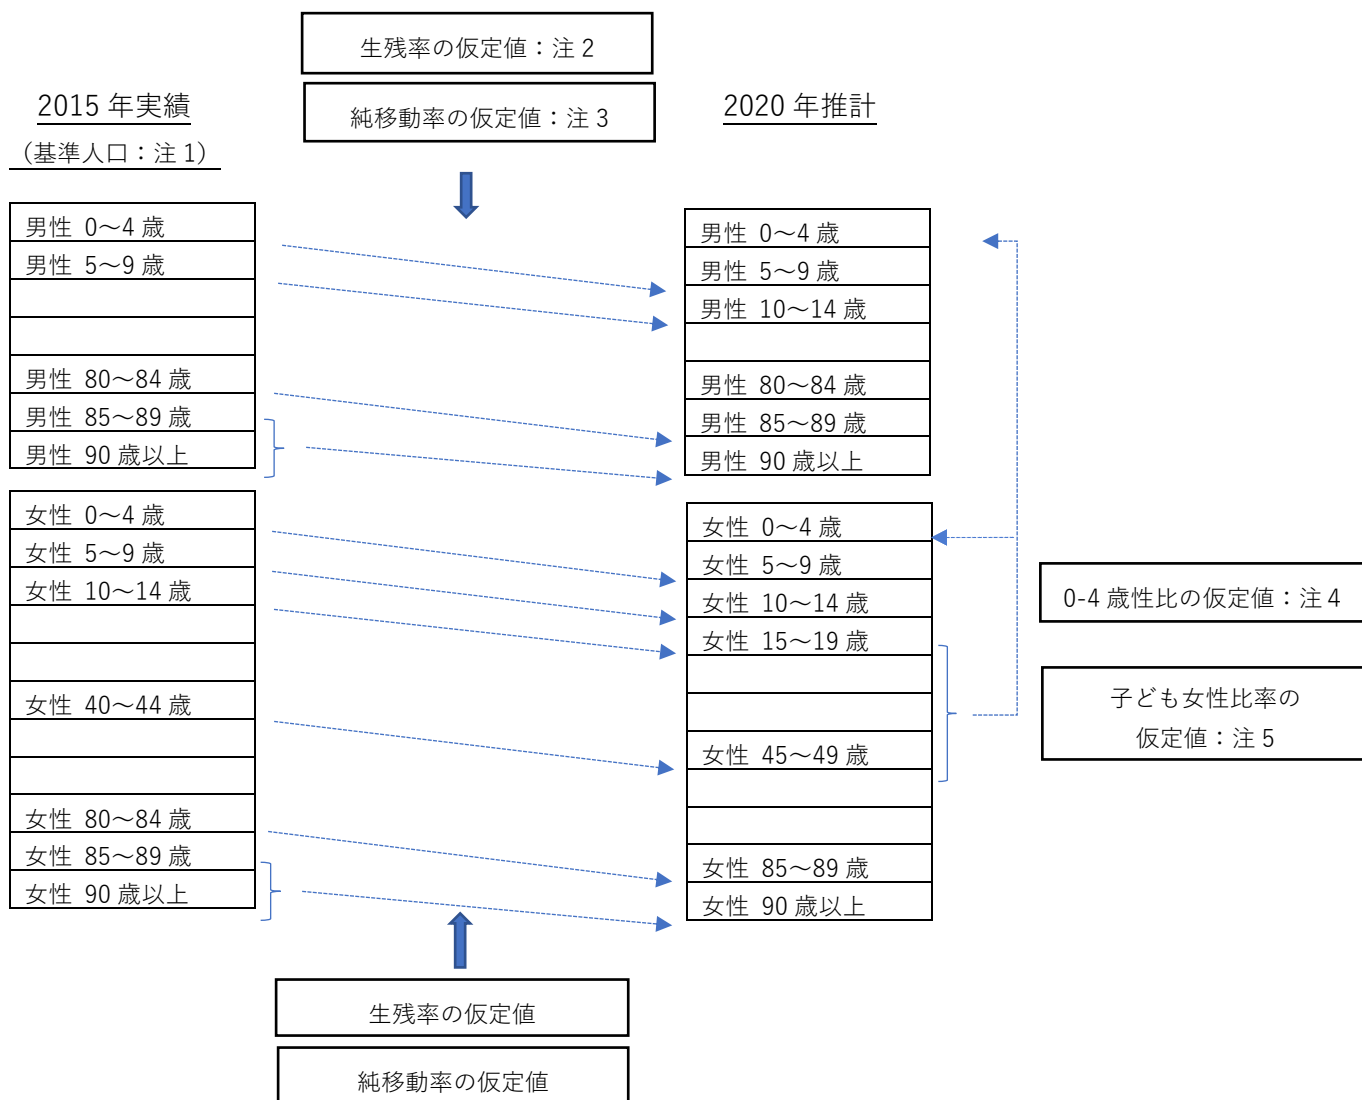 生残率の仮定値：注 2
純移動率の仮定値：注 3
2015 年実績
（基準人口：注 1）
男性 0～4 歳
男性 5～9 歳
男性 80～84 歳
男性 85～89 歳
男性 90 歳以上
女性 0～4 歳
女性 5～9 歳
女性 10～14 歳
女性 40～44 歳
女性 80～84 歳
女性 85～89 歳
女性 90 歳以上
2020 年推計
男性 0～4 歳
男性 5～9 歳
男性 10～14 歳
男性 80～84 歳
男性 85～89 歳
男性 90 歳以上
女性 0～4 歳
女性 5～9 歳
女性 10～14 歳
女性 15～19 歳
女性 45～49 歳
女性 85～89 歳
女性 90 歳以上
0-4 歳性比の仮定値：注 4
子ども女性比率の
仮定値：注 5
生残率の仮定値
純移動率の仮定値